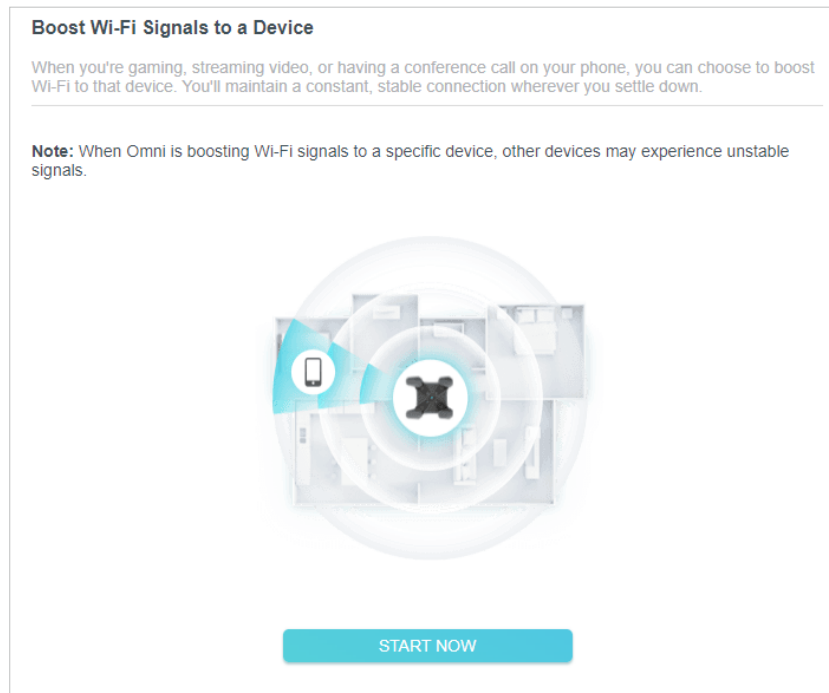 Boost Wi-Fi Signals to a Device
When you're gaming, streaming video, or having a conference call on your phone, you can choose to boost
Wi-Fi to that device. You'll maintain a constant, stable connection wherever you settle down.
Note: When Omni is boosting Wi-Fi signals to a specific device, other devices may experience unstable
signals.
START NOW